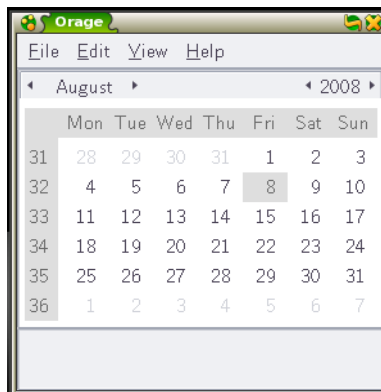 Orage
File Edit View Help
August 2008
Mon Tue Wed Thu Fri Sat Sun
31 28 29 30 31 1 2 3
32 4 5 6 7 8 9 10
33 11 12 13 14 15 16 17
34 18 19 20 21 22 23 24
35 25 26 27 28 29 30 31
36 1 2 3 4 5 6 7